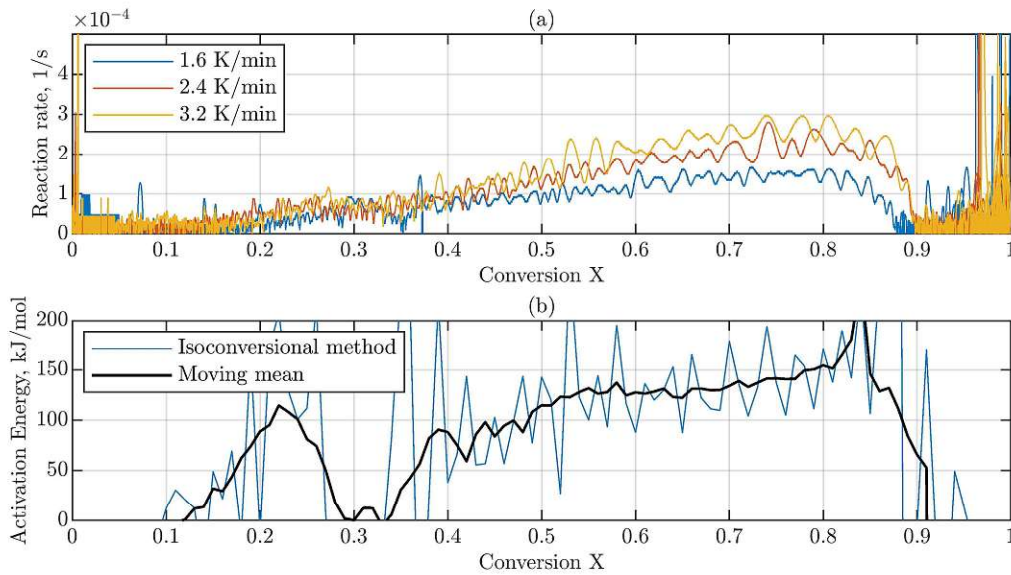 ×10⁻⁴
(a)
Reaction rate, 1/s
4
3
2
1
0
1.6 K/min
2.4 K/min
3.2 K/min
0 0.1 0.2 0.3 0.4 0.5 0.6 0.7 0.8 0.9 1
Conversion X
(b)
Activation Energy, kJ/mol
200
150
100
50
0
Isoconversional method
Moving mean
0 0.1 0.2 0.3 0.4 0.5 0.6 0.7 0.8 0.9 1
Conversion X